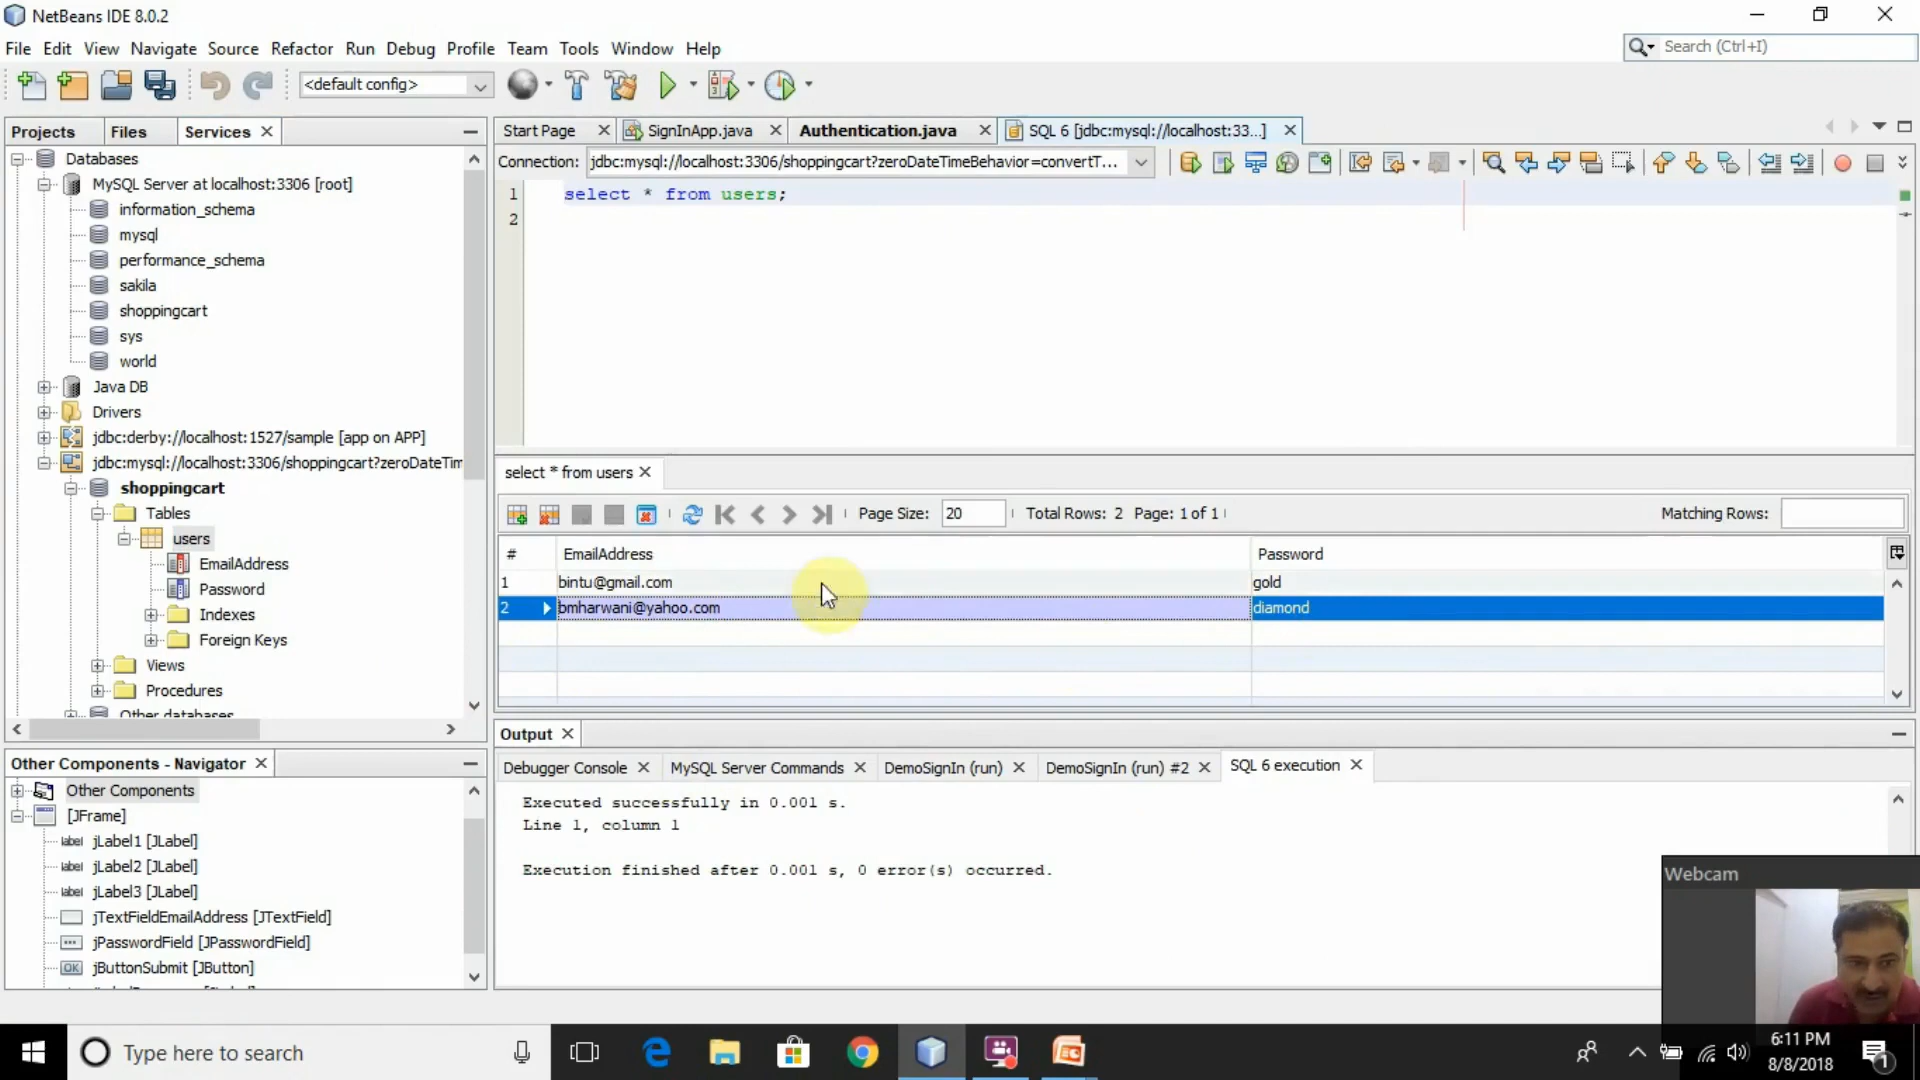 NetBeans IDE 8.0.2
File Edit View Navigate Source Refactor Run Debug Profile Team Tools Window Help
Search (Ctrl+I)
<default config>
Projects Files Services
Start Page SignInApp.java Authentication.java SQL 6 [jdbc:mysql://localhost:33...]
Connection: jdbc:mysql://localhost:3306/shoppingcart?zeroDateTimeBehavior=convertT...
1 select * from users;
2
Databases
MySQL Server at localhost:3306 [root]
information_schema
mysql
performance_schema
sakila
shoppingcart
sys
world
Java DB
Drivers
jdbc:derby://localhost:1527/sample [app on APP]
jdbc:mysql://localhost:3306/shoppingcart?zeroDateTim
shoppingcart
Tables
users
EmailAddress
Password
Indexes
Foreign Keys
Views
Procedures
Other databases
select * from users
Page Size: 20 Total Rows: 2 Page: 1 of 1 Matching Rows:
# EmailAddress Password
1 bintu@gmail.com gold
2 bmharwani@yahoo.com diamond
Output
Debugger Console MySQL Server Commands DemoSignIn (run) DemoSignIn (run) #2 SQL 6 execution
Executed successfully in 0.001 s.
Line 1, column 1
Execution finished after 0.001 s, 0 error(s) occurred.
Other Components - Navigator
Other Components
[JFrame]
label jLabel1 [JLabel]
label jLabel2 [JLabel]
label jLabel3 [JLabel]
jTextFieldEmailAddress [JTextField]
jPasswordField [JPasswordField]
OK jButtonSubmit [JButton]
Webcam
Type here to search
6:11 PM
8/8/2018
1